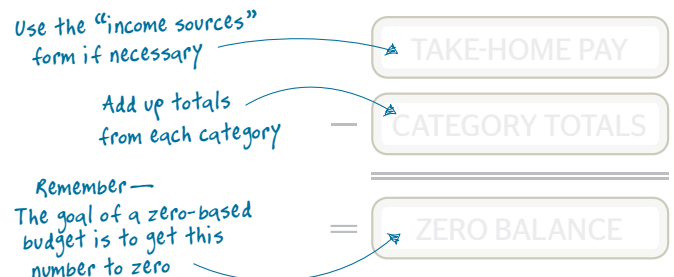 Use the “income sources”
form if necessary
TAKE-HOME PAY
Add up totals
from each category
— CATEGORY TOTALS
Remember—
The goal of a zero-based
budget is to get this
number to zero
= ZERO BALANCE